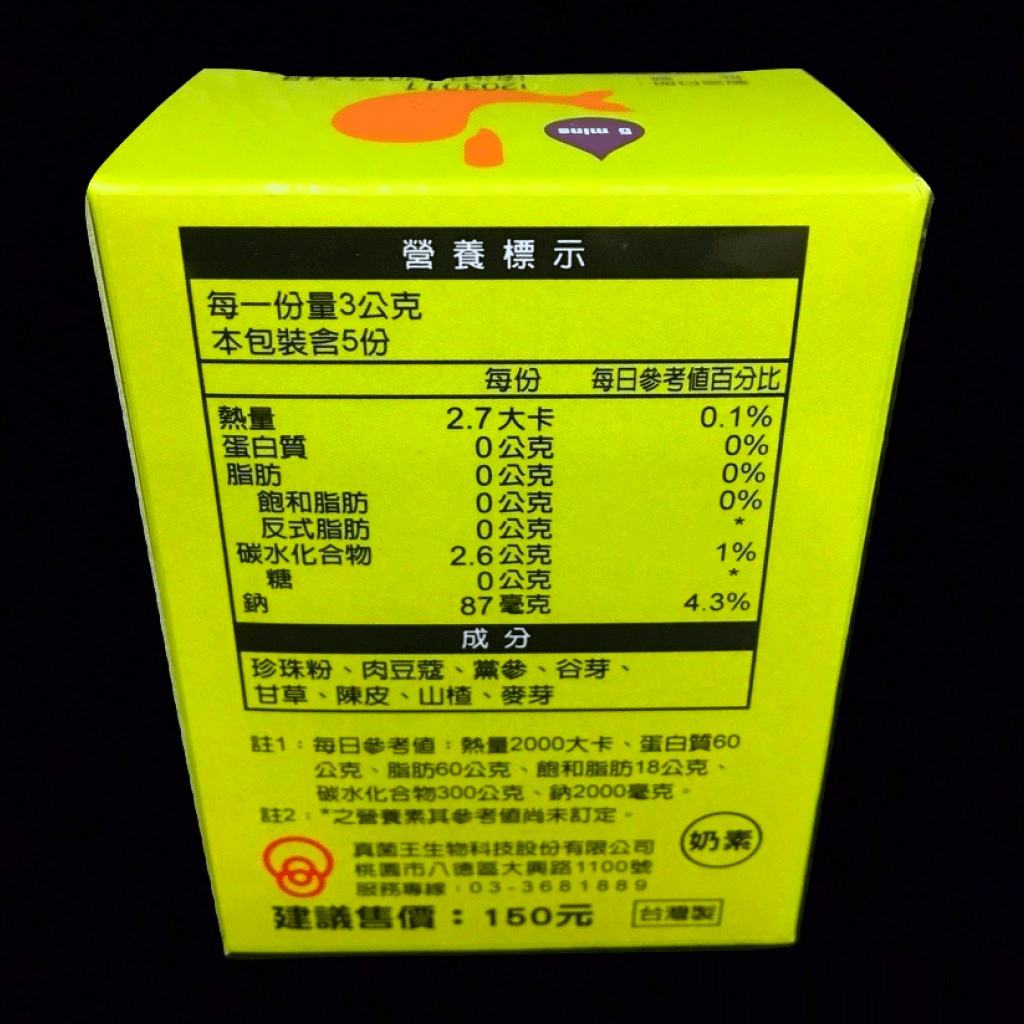 5 mins
營養標示
每一份量3公克
本包裝含5份
每份 每日參考值百分比
熱量 2.7大卡 0.1%
蛋白質 0公克 0%
脂肪 0公克 0%
飽和脂肪 0公克 0%
反式脂肪 0公克 *
碳水化合物 2.6公克 1%
糖 0公克 *
鈉 87毫克 4.3%
成分
珍珠粉、肉豆蔻、黨參、谷芽、
甘草、陳皮、山楂、麥芽
註1：每日參考值：熱量2000大卡、蛋白質60
公克、脂肪60公克、飽和脂肪18公克、
碳水化合物300公克、鈉2000毫克。
註2：*之營養素其參考值尚未訂定。
奶素
真菌王生物科技股份有限公司
桃園市八德區大興路1100號
服務專線：03-3681889
建議售價：150元 台灣製